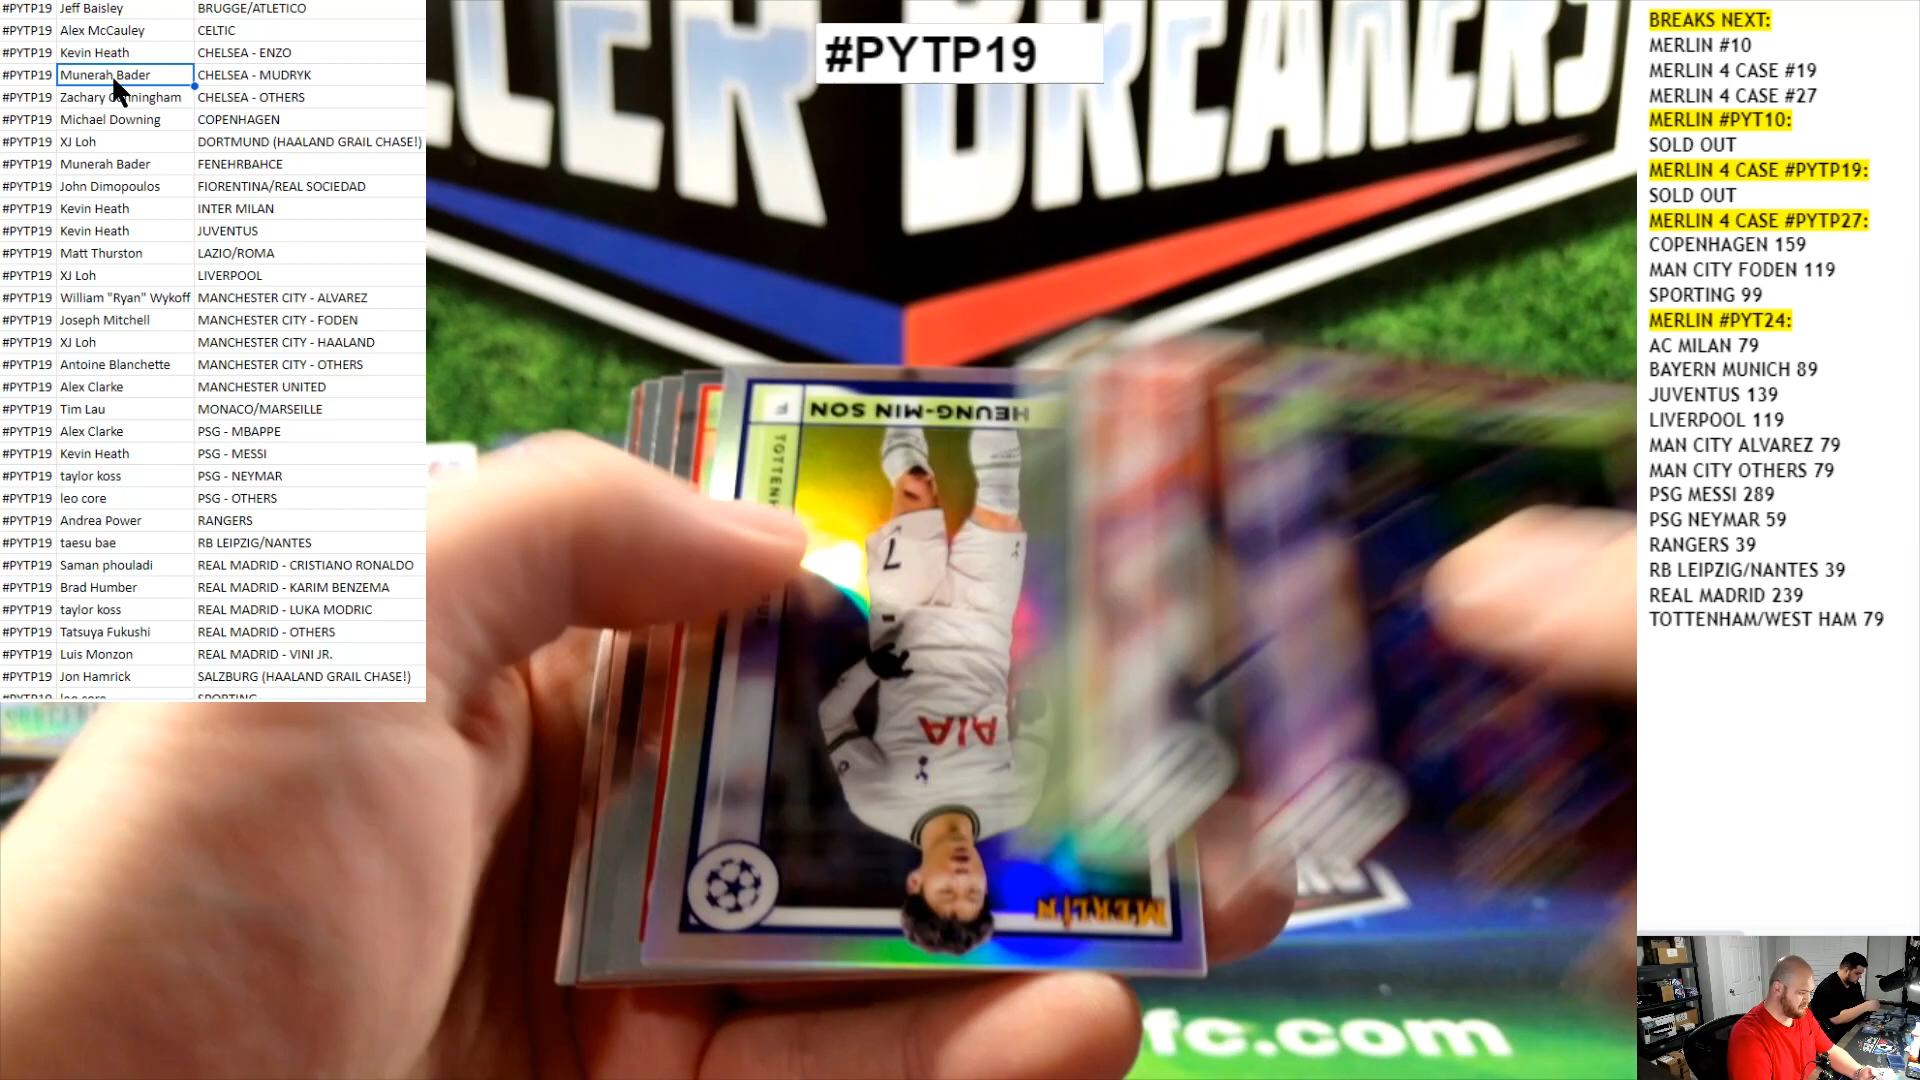 #PYTP19 Jeff Baisley BRUGGE/ATLETICO
#PYTP19 Alex McCauley CELTIC
#PYTP19 Kevin Heath CHELSEA - ENZO
#PYTP19 Munerah Bader CHELSEA - MUDRYK
#PYTP19 Zachary CHELSEA - OTHERS
#PYTP19 Michael Downing COPENHAGEN
#PYTP19 XJ Loh DORTMUND (HAALAND GRAIL CHASE!)
#PYTP19 Munerah Bader FENEHRBAHCE
#PYTP19 John Dimopoulos FIORENTINA/REAL SOCIEDAD
#PYTP19 Kevin Heath INTER MILAN
#PYTP19 Kevin Heath JUVENTUS
#PYTP19 Matt Thurston LAZIO/ROMA
#PYTP19 XJ Loh LIVERPOOL
#PYTP19 William "Ryan" Wykoff MANCHESTER CITY - ALVAREZ
#PYTP19 Joseph Mitchell MANCHESTER CITY - FODEN
#PYTP19 XJ Loh MANCHESTER CITY - HAALAND
#PYTP19 Antoine Blanchette MANCHESTER CITY - OTHERS
#PYTP19 Alex Clarke MANCHESTER UNITED
#PYTP19 Tim Lau MONACO/MARSEILLE
#PYTP19 Alex Clarke PSG - MBAPPE
#PYTP19 Kevin Heath PSG - MESSI
#PYTP19 taylor koss PSG - NEYMAR
#PYTP19 leo core PSG - OTHERS
#PYTP19 Andrea Power RANGERS
#PYTP19 taesu bae RB LEIPZIG/NANTES
#PYTP19 Saman phouladi REAL MADRID - CRISTIANO RONALDO
#PYTP19 Brad Humber REAL MADRID - KARIM BENZEMA
#PYTP19 taylor koss REAL MADRID - LUKA MODRIC
#PYTP19 Tatsuya Fukushi REAL MADRID - OTHERS
#PYTP19 Luis Monzon REAL MADRID - VINI JR.
#PYTP19 Jon Hamrick SALZBURG (HAALAND GRAIL CHASE!)
#PYTP19 leo core SPORTING
#PYTP19
BREAKERS
HEUNG-MIN SON
F
7
AIA
MERLIN
fc.com
BREAKS NEXT:
MERLIN #10
MERLIN 4 CASE #19
MERLIN 4 CASE #27
MERLIN #PYT10:
SOLD OUT
MERLIN 4 CASE #PYTP19:
SOLD OUT
MERLIN 4 CASE #PYTP27:
COPENHAGEN 159
MAN CITY FODEN 119
SPORTING 99
MERLIN #PYT24:
AC MILAN 79
BAYERN MUNICH 89
JUVENTUS 139
LIVERPOOL 119
MAN CITY ALVAREZ 79
MAN CITY OTHERS 79
PSG MESSI 289
PSG NEYMAR 59
RANGERS 39
RB LEIPZIG/NANTES 39
REAL MADRID 239
TOTTENHAM/WEST HAM 79